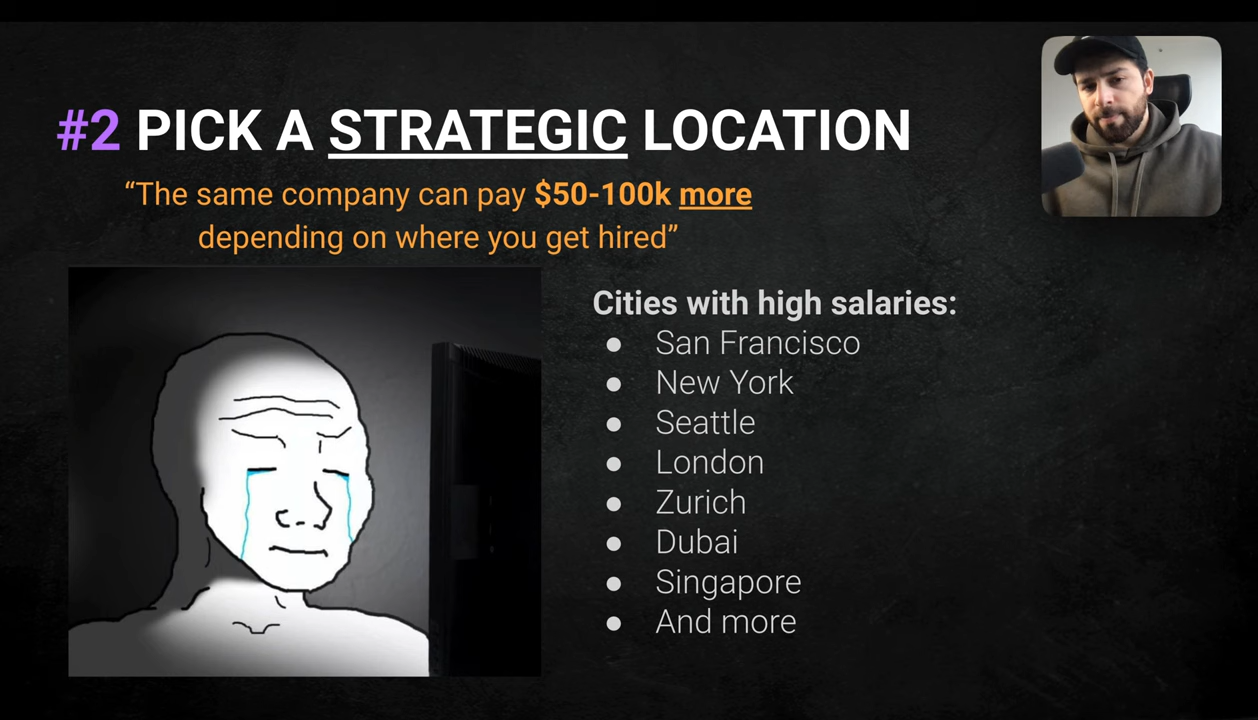 #2 PICK A STRATEGIC LOCATION
“The same company can pay $50-100k more
depending on where you get hired”
Cities with high salaries:
● San Francisco
● New York
● Seattle
● London
● Zurich
● Dubai
● Singapore
● And more